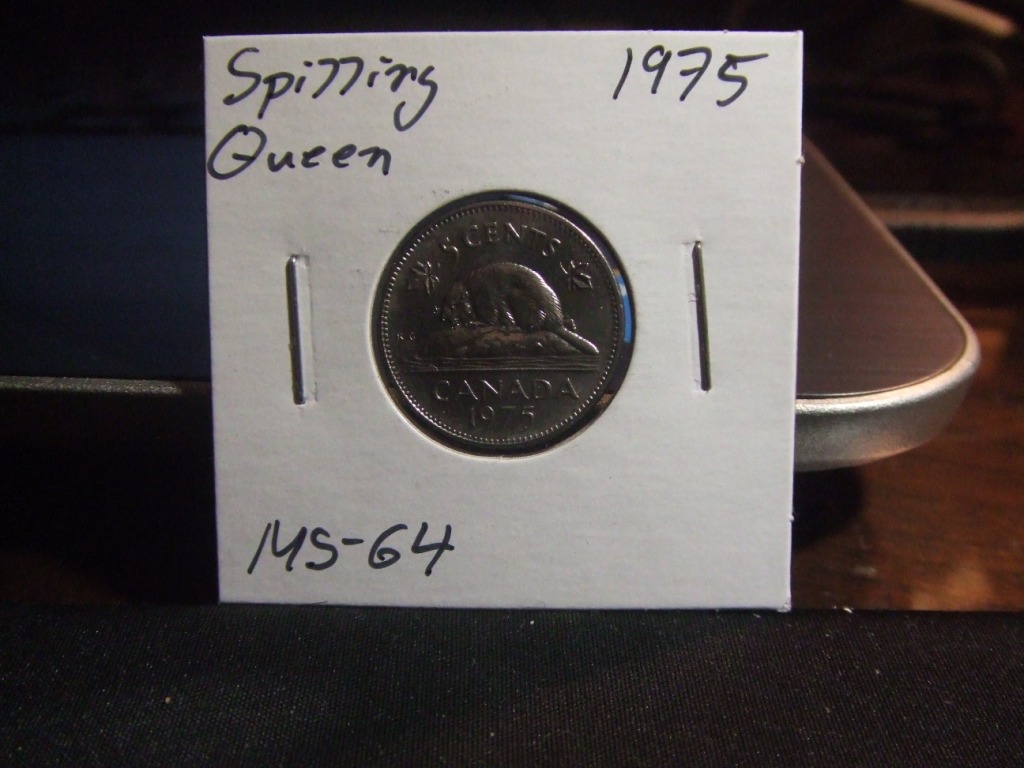 Spitting 1975
Queen
5 CENTS
K G
CANADA
1975
MS-64